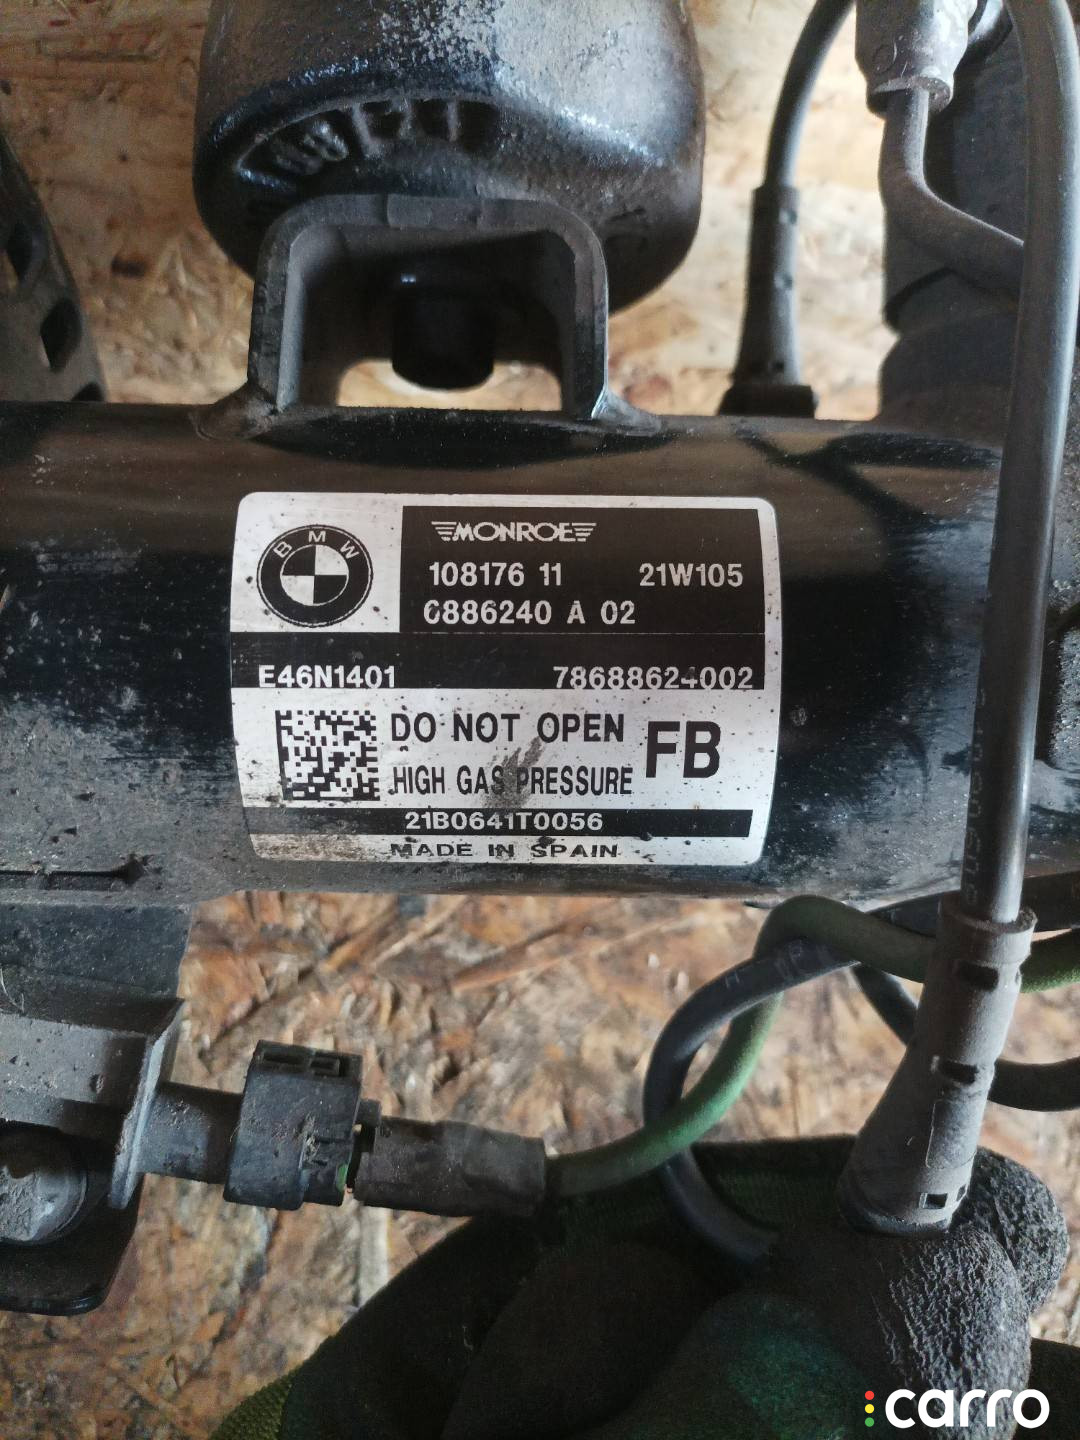 BMW
MONROE
108176 11 21W105
6886240 A 02
E46N1401 78688624002
DO NOT OPEN
HIGH GAS PRESSURE
FB
21B0641T0056
MADE IN SPAIN
carro